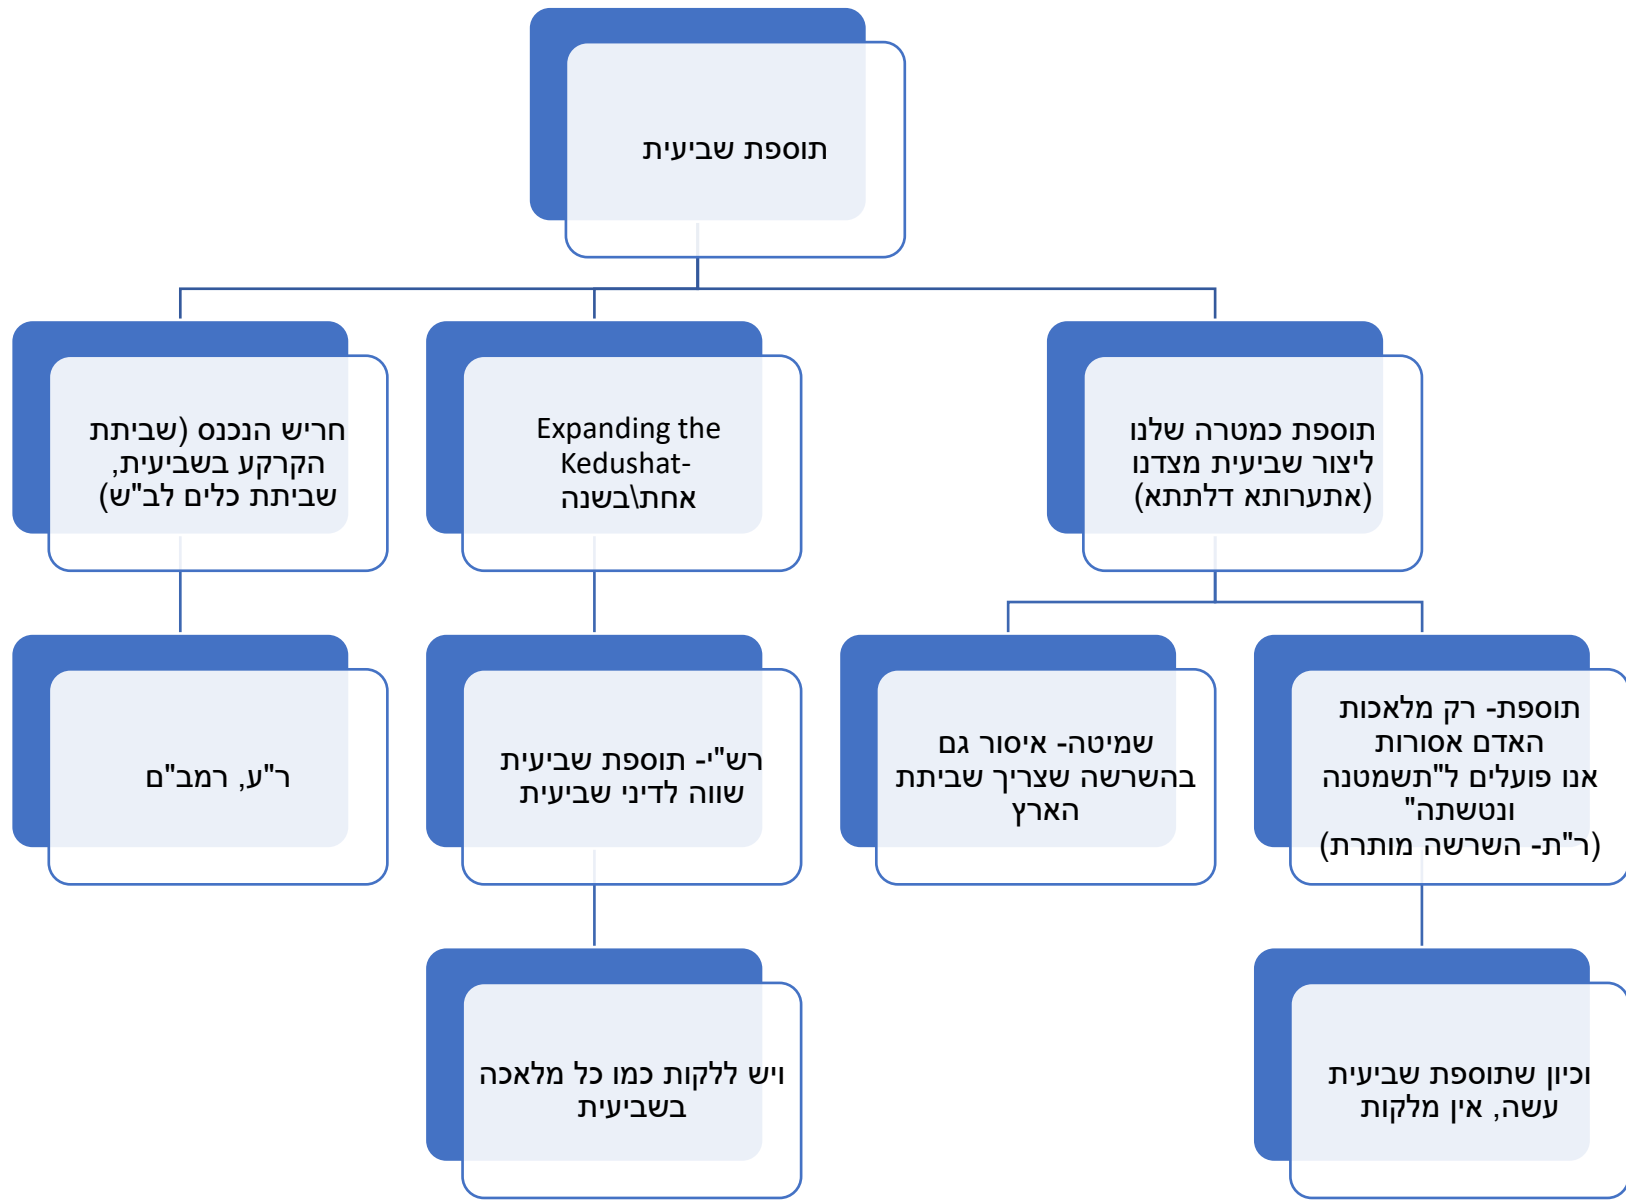 תוספת שביעית
תוספת כמטרה שלנו
ליצור שביעית מצדנו
(אתערותא דלתתא)
Expanding the
Kedushat-
אחת\בשנה
חריש הנכנס (שביתת
הקרקע בשביעית,
שביתת כלים לב"ש)
תוספת- רק מלאכות
האדם אסורות
אנו פועלים ל"תשמטנה
ונטשתה"
(ר"ת- השרשה מותרת)
שמיטה- איסור גם
בהשרשה שצריך שביתת
הארץ
רש"י- תוספת שביעית
שווה לדיני שביעית
ר"ע, רמב"ם
וכיון שתוספת שביעית
עשה, אין מלקות
ויש ללקות כמו כל מלאכה
בשביעית